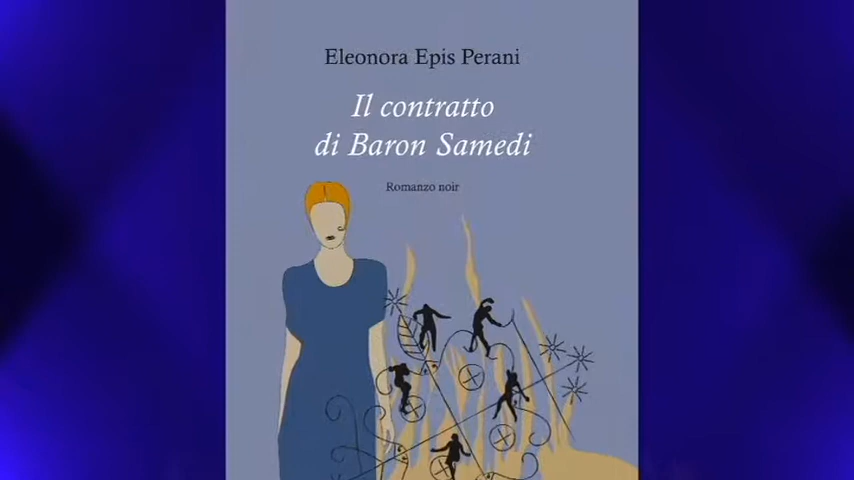 Eleonora Epis Perani
Il contratto
di Baron Samedi
Romanzo noir